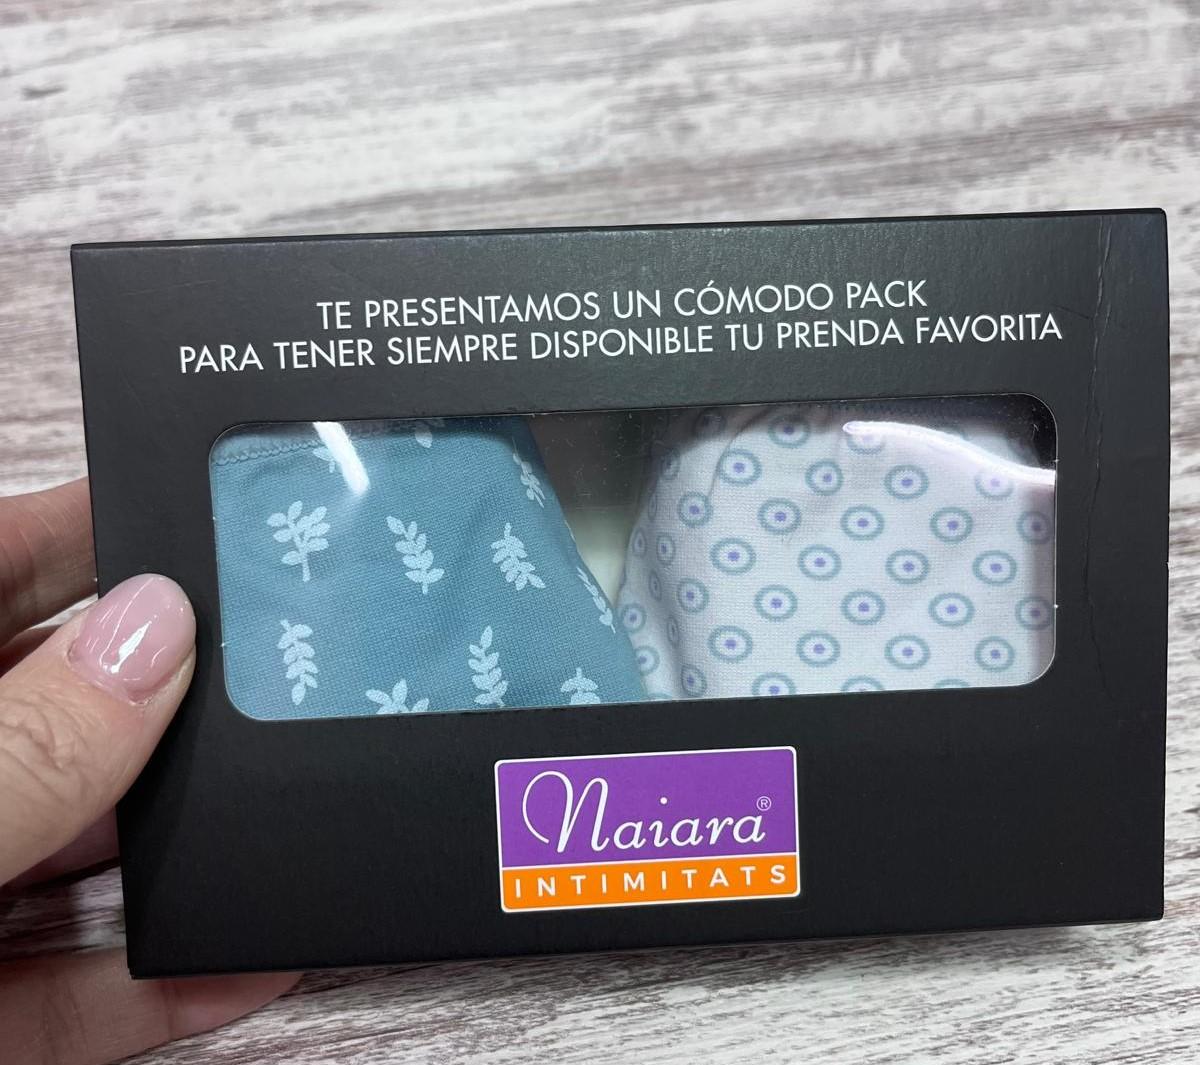 TE PRESENTAMOS UN CÓMODO PACK
PARA TENER SIEMPRE DISPONIBLE TU PRENDA FAVORITA
Naiara®
INTIMITATS